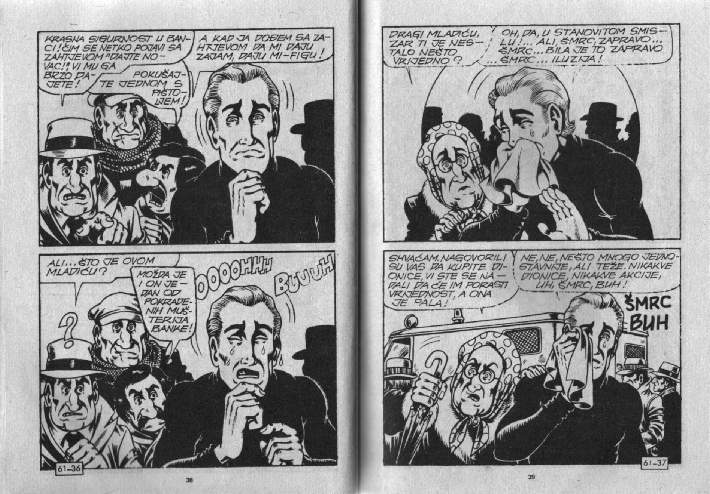 KRASNA SIGURNOST U BAN-
CI! ČIM SE NETKO POJAVI SA
ZAHTJEVOM "DAJTE NO-
VAC!", VI MU GA
BRZO DA-
JETE!
POKUŠAJ-
TE JEDNOM S
PIŠTO-
LJEM!
A KAD JA DOĐEM SA ZA-
HTJEVOM DA MI DAJU
ZAJAM, DAJU MI-FIGU!
ALI...ŠTO JE OVOM
MLADIĆU?
?
MOŽDA JE
I ON JE-
DAN OD
POKRADE-
NIH MUŠ-
TERIJA
BANKE!
OOOOHHH
BUUUH
61-36
38
DRAGI MLADIĆU,
ZAR TI JE NES-
TALO NEŠTO
VRIJEDNO?
OH, DA, U STANOVITOM SMIS-
LU!... ALI, ŠMRC, ZAPRAVO...
ŠMRC... BILA JE TO ZAPRAVO
...ŠMRC... ILUZIJA!
SHVAĆAM, NAGOVORILI
SU VAS DA KUPITE DI-
ONICE, VI STE SE NA-
DALI DA ĆE IM PORASTI
VRIJEDNOST, A ONA
JE PALA!
NE, NE, NEŠTO MNOGO JEDNO-
STAVNIJE, ALI TEŽE. NIKAKVE
DIONICE, NIKAKVE AKCIJE,
UH, ŠMRC, BUH!
ŠMRC
BUH
61-37
39